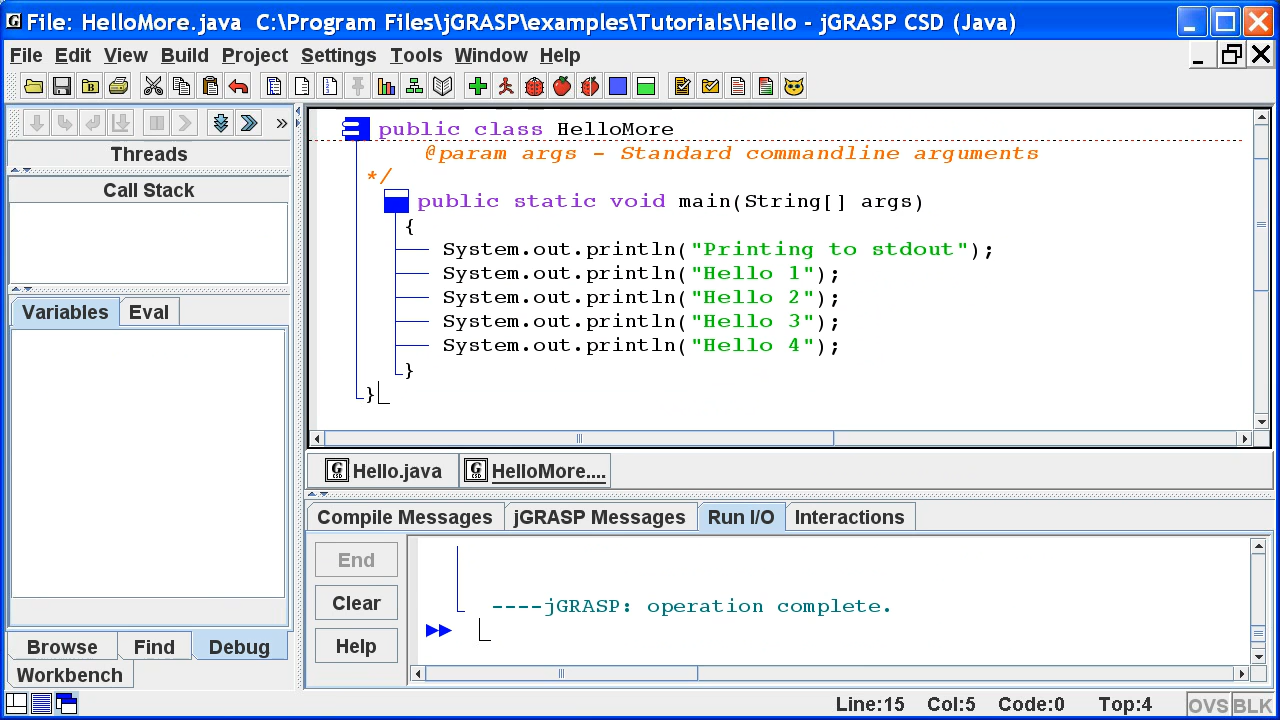 File: HelloMore.java  C:\Program Files\jGRASP\examples\Tutorials\Hello - jGRASP CSD (Java)
File Edit View Build Project Settings Tools Window Help
Threads
Call Stack
Variables Eval
Browse Find Debug
Workbench
public class HelloMore
@param args - Standard commandline arguments
*/
public static void main(String[] args)
{
System.out.println("Printing to stdout");
System.out.println("Hello 1");
System.out.println("Hello 2");
System.out.println("Hello 3");
System.out.println("Hello 4");
}
}
Hello.java HelloMore....
Compile Messages jGRASP Messages Run I/O Interactions
End
Clear
Help
----jGRASP: operation complete.
Line:15 Col:5 Code:0 Top:4 OVS BLK